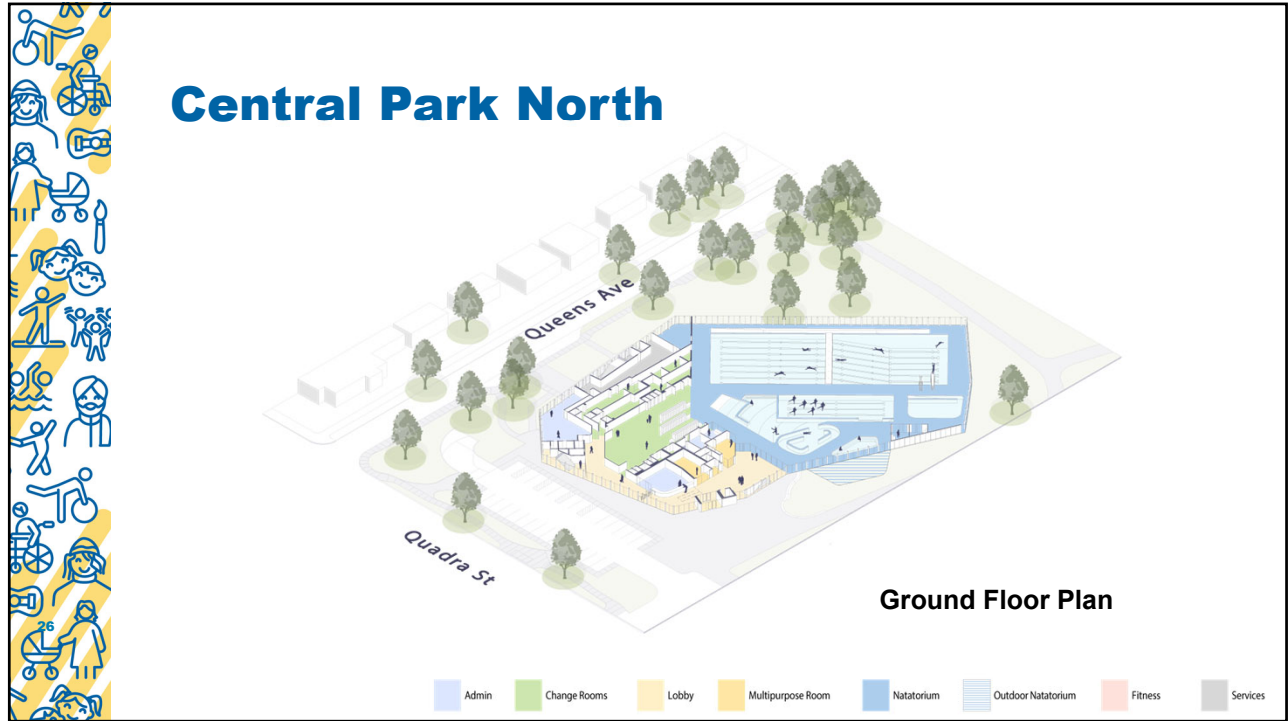 Central Park North
Queens Ave
Quadra St
Ground Floor Plan
26
Admin
Change Rooms
Lobby
Multipurpose Room
Natatorium
Outdoor Natatorium
Fitness
Services